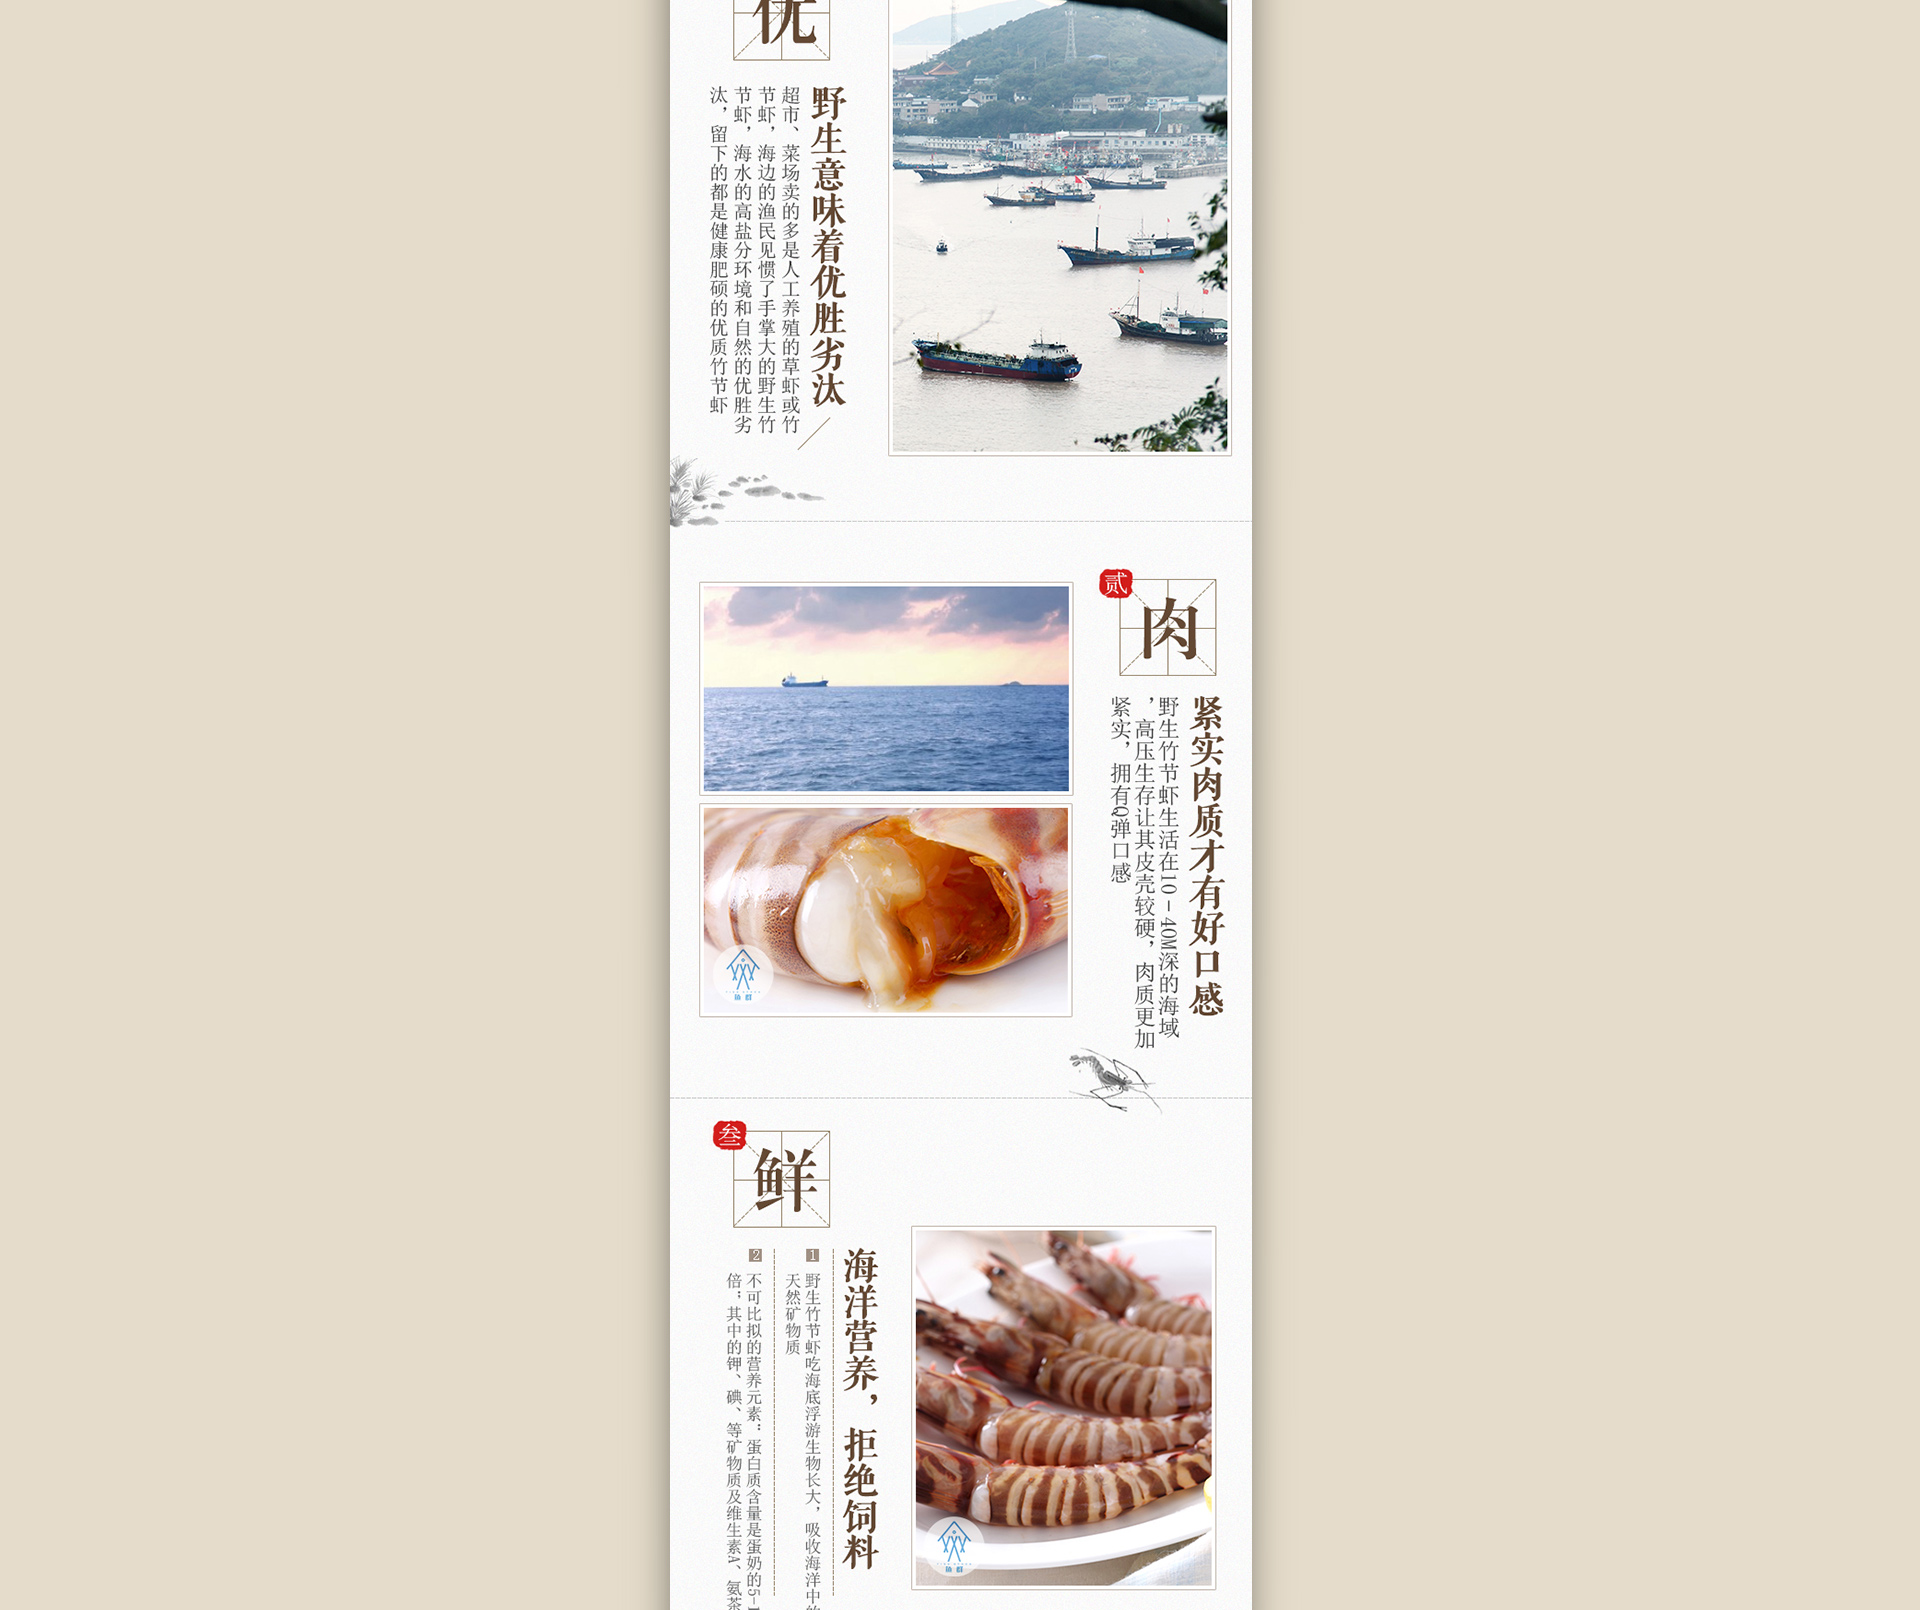 优
野生意味着优胜劣汰
超市、菜场卖的多是人工养殖的草虾或竹
节虾，海边的渔民见惯了手掌大的野生竹
节虾，海水的高盐分环境和自然的优胜劣
汰，留下的都是健康肥硕的优质竹节虾
贰
肉
紧实肉质才有好口感
野生竹节虾生活在10-40M深的海域
，高压生存让其皮壳较硬，肉质更加
紧实，拥有Q弹口感
叁
鲜
海洋营养，拒绝饲料
1
野生竹节虾吃海底浮游生物长大，吸收海洋中的
天然矿物质
2
不可比拟的营养元素：蛋白质含量是蛋奶的5-1
倍；其中的钾、碘、等矿物质及维生素A、氨茶
鱼群
鱼群